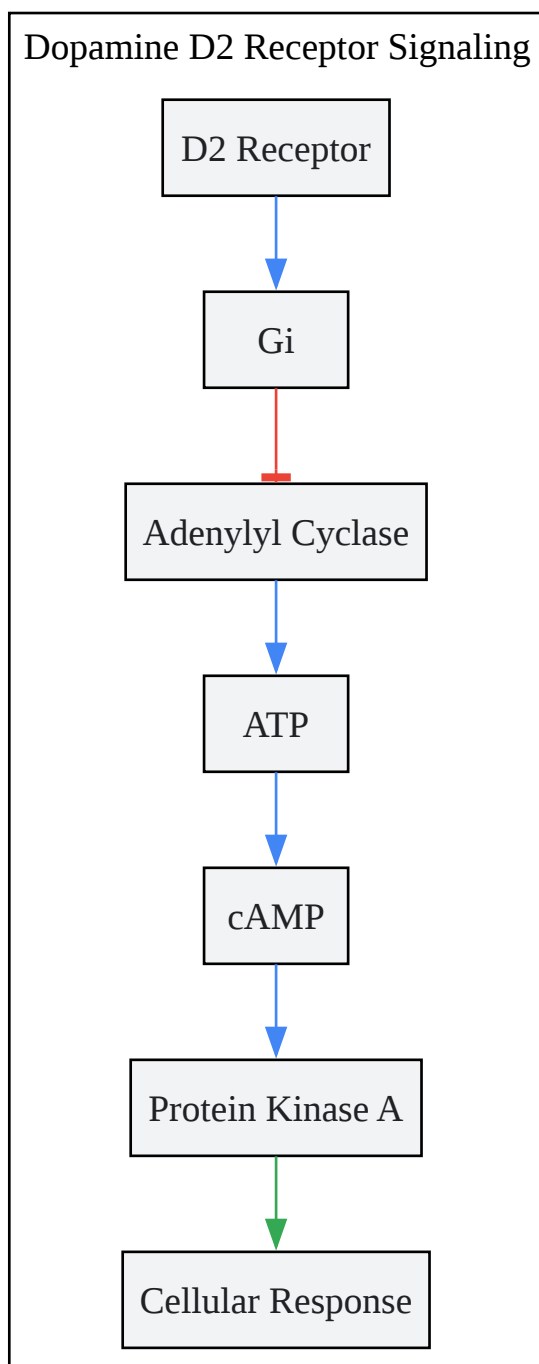 Dopamine D2 Receptor Signaling
D2 Receptor
Gi
Adenylyl Cyclase
ATP
cAMP
Protein Kinase A
Cellular Response